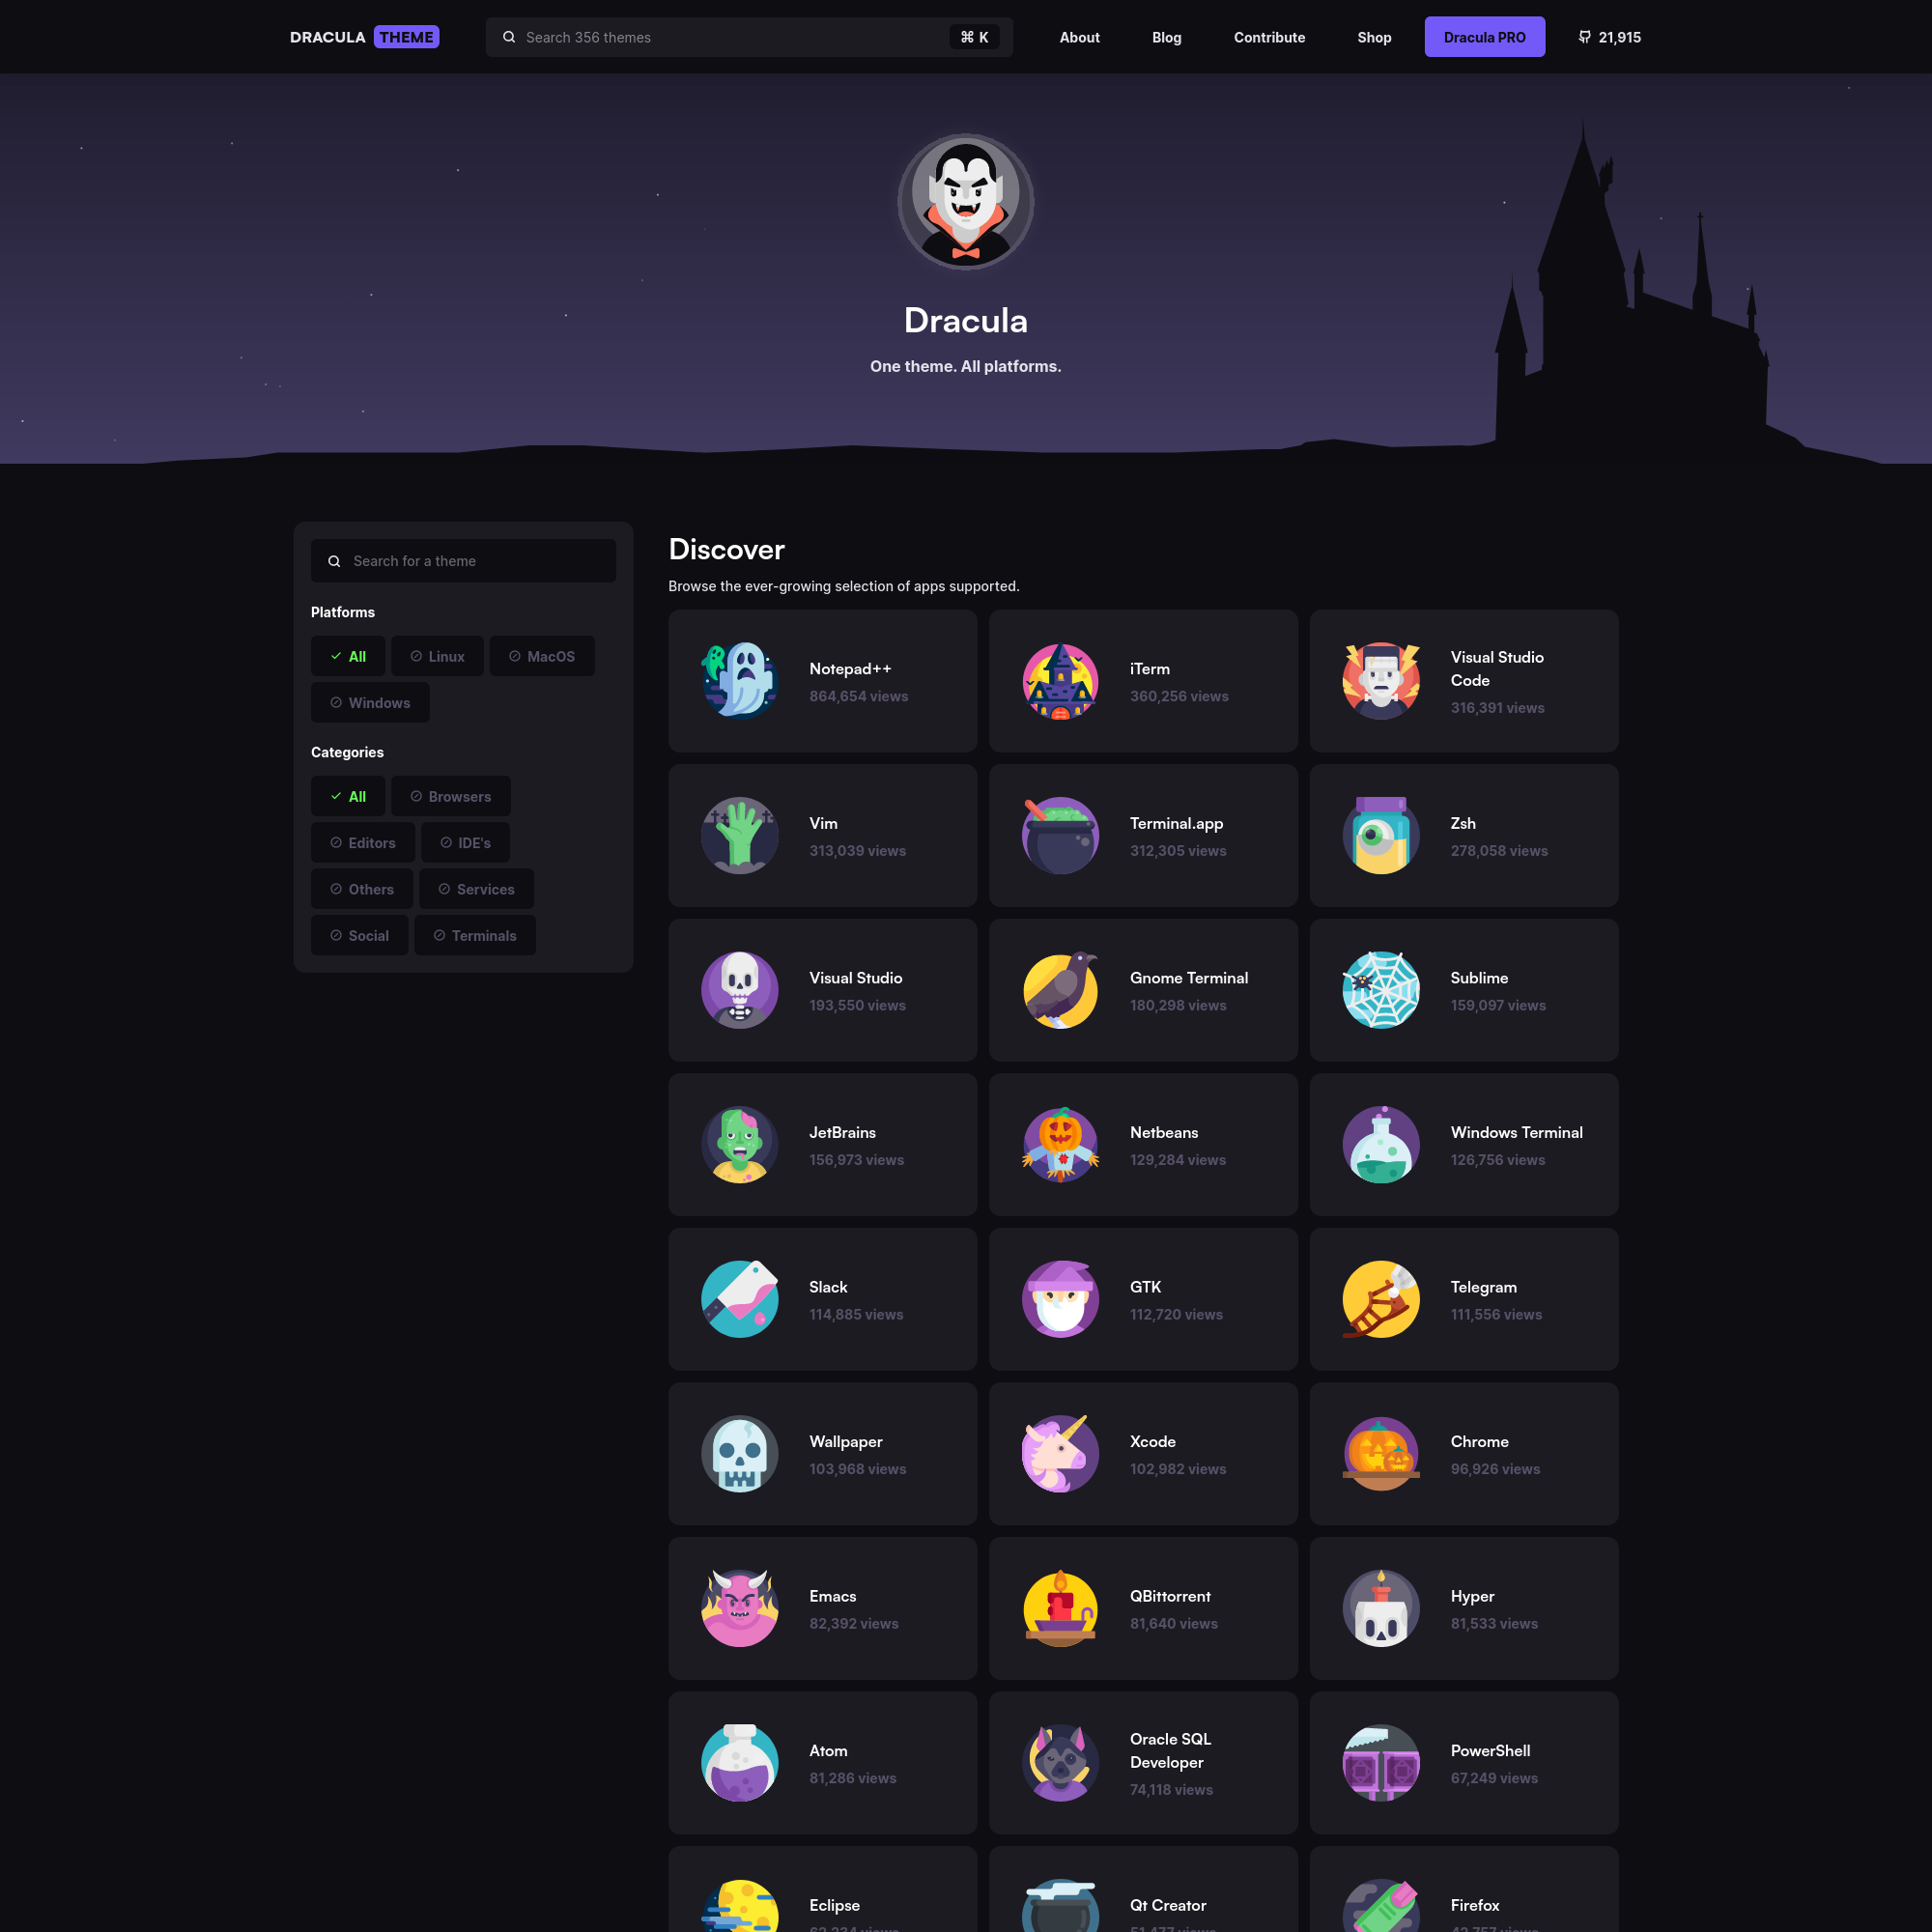 DRACULA THEME
Search 356 themes
⌘ K
About
Blog
Contribute
Shop
Dracula PRO
21,915
Dracula
One theme. All platforms.
Search for a theme
Platforms
All
Linux
MacOS
Windows
Categories
All
Browsers
Editors
IDE's
Others
Services
Social
Terminals
Discover
Browse the ever-growing selection of apps supported.
Notepad++
864,654 views
iTerm
360,256 views
Visual Studio
Code
316,391 views
Vim
313,039 views
Terminal.app
312,305 views
Zsh
278,058 views
Visual Studio
193,550 views
Gnome Terminal
180,298 views
Sublime
159,097 views
JetBrains
156,973 views
Netbeans
129,284 views
Windows Terminal
126,756 views
Slack
114,885 views
GTK
112,720 views
Telegram
111,556 views
Wallpaper
103,968 views
Xcode
102,982 views
Chrome
96,926 views
Emacs
82,392 views
QBittorrent
81,640 views
Hyper
81,533 views
Atom
81,286 views
Oracle SQL
Developer
74,118 views
PowerShell
67,249 views
Eclipse
Qt Creator
Firefox